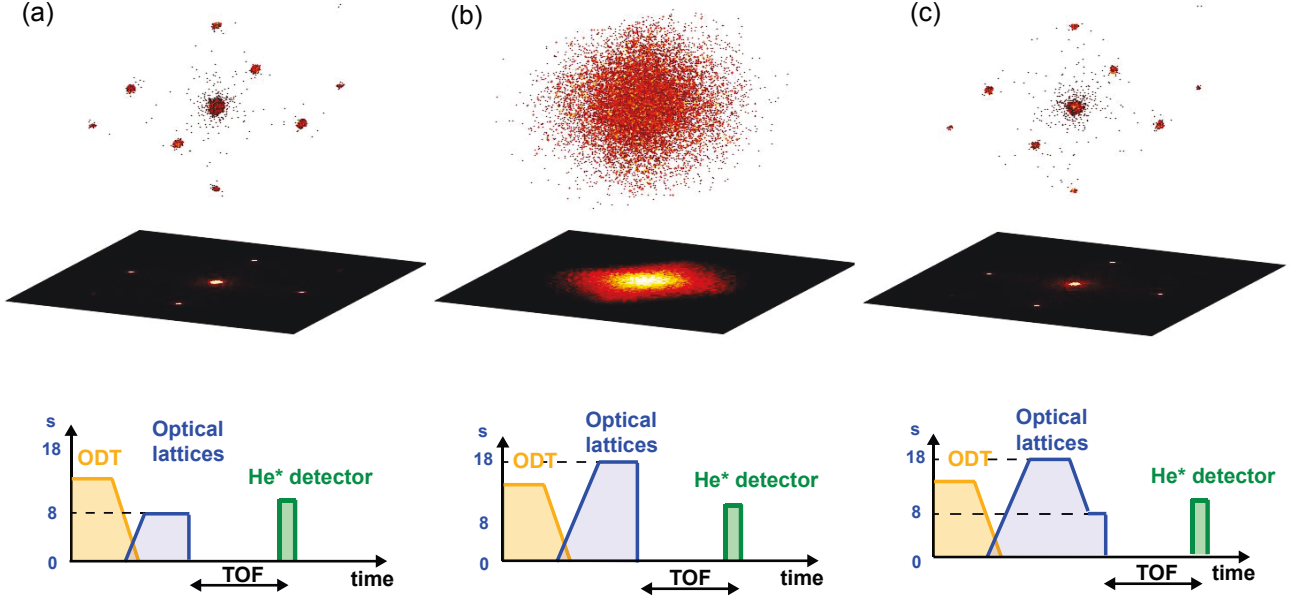 (a)
(b)
(c)
s
18
8
0
ODT
Optical
lattices
He* detector
TOF
time
s
18
8
0
ODT
Optical
lattices
He* detector
TOF
time
s
18
8
0
ODT
Optical
lattices
He* detector
TOF
time